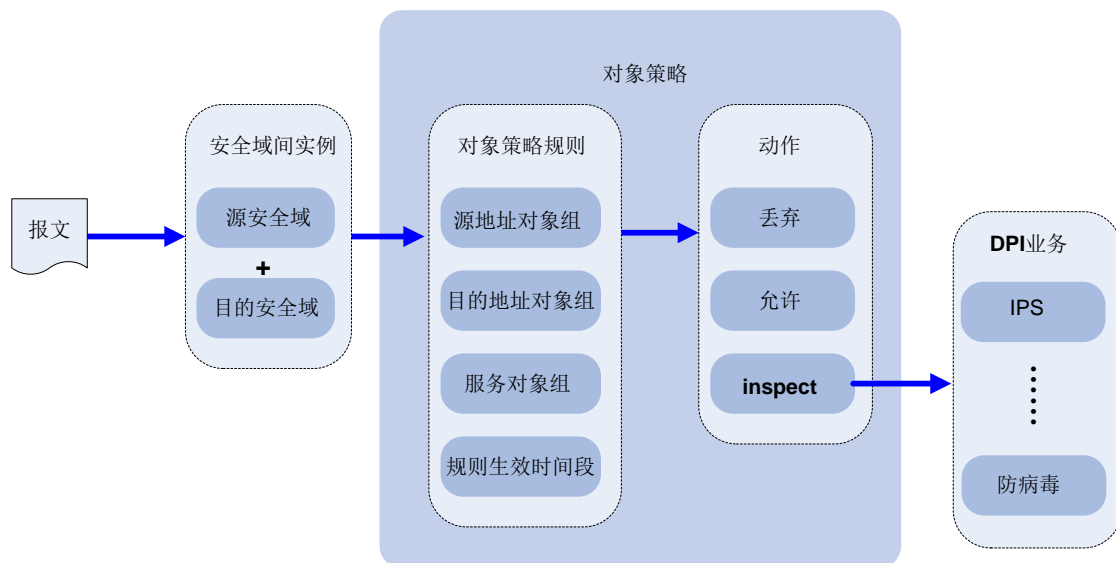 报文
安全域间实例
源安全域
+
目的安全域
对象策略
对象策略规则
源地址对象组
目的地址对象组
服务对象组
规则生效时间段
动作
丢弃
允许
inspect
DPI业务
IPS
防病毒